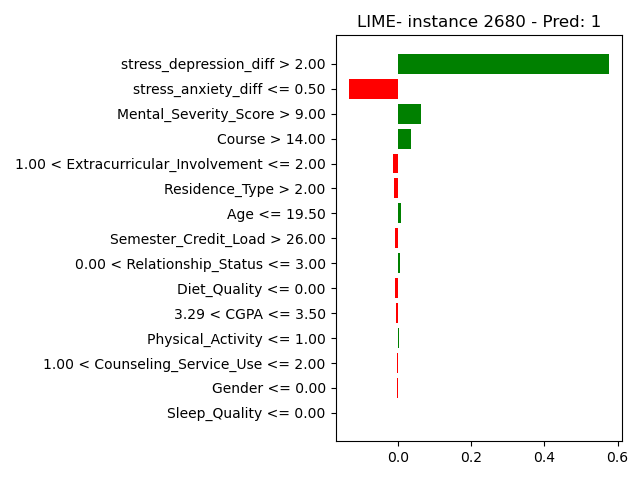 LIME- instance 2680 - Pred: 1
stress_depression_diff > 2.00
stress_anxiety_diff <= 0.50
Mental_Severity_Score > 9.00
Course > 14.00
1.00 < Extracurricular_Involvement <= 2.00
Residence_Type > 2.00
Age <= 19.50
Semester_Credit_Load > 26.00
0.00 < Relationship_Status <= 3.00
Diet_Quality <= 0.00
3.29 < CGPA <= 3.50
Physical_Activity <= 1.00
1.00 < Counseling_Service_Use <= 2.00
Gender <= 0.00
Sleep_Quality <= 0.00
0.0 0.2 0.4 0.6